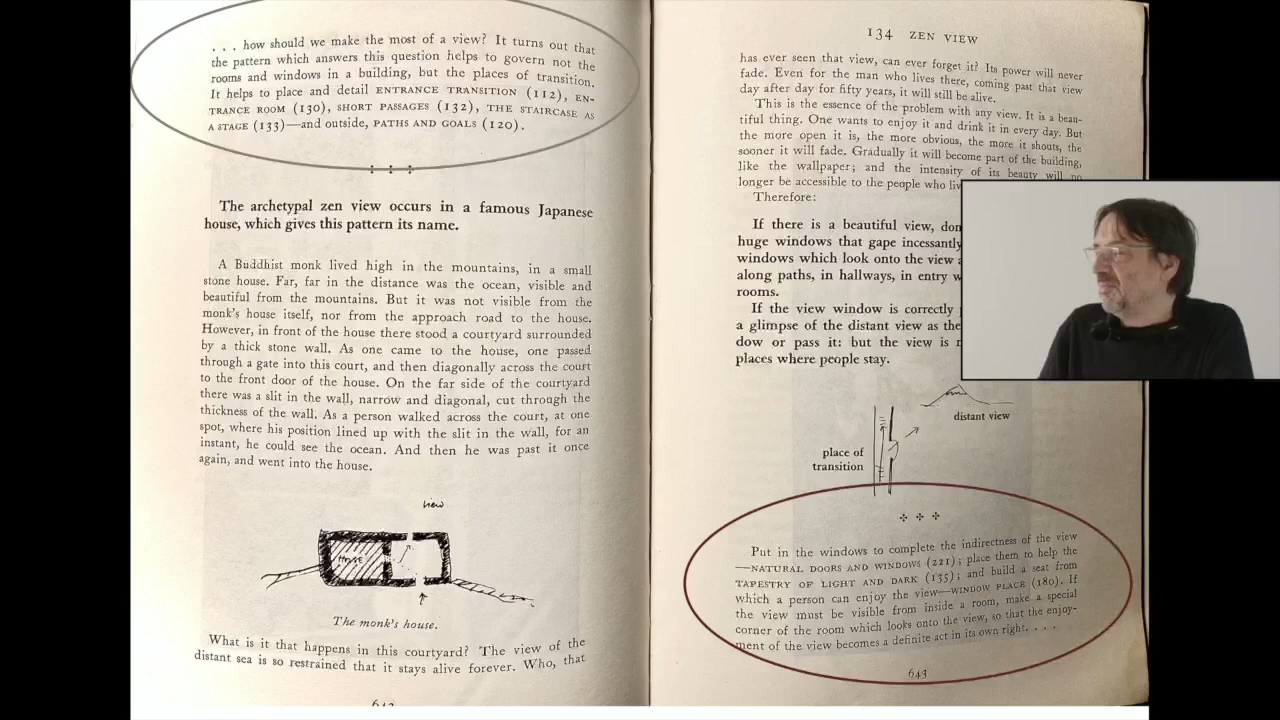 . . . how should we make the most of a view? It turns out that
the pattern which answers this question helps to govern not the
rooms and windows in a building, but the places of transition.
It helps to place and detail ENTRANCE TRANSITION (112), EN-
TRANCE ROOM (130), SHORT PASSAGES (132), THE STAIRCASE AS
A STAGE (133)—and outside, PATHS AND GOALS (120).
The archetypal zen view occurs in a famous Japanese
house, which gives this pattern its name.
A Buddhist monk lived high in the mountains, in a small
stone house. Far, far in the distance was the ocean, visible and
beautiful from the mountains. But it was not visible from the
monk's house itself, nor from the approach road to the house.
However, in front of the house there stood a courtyard surrounded
by a thick stone wall. As one came to the house, one passed
through a gate into this court, and then diagonally across the court
to the front door of the house. On the far side of the courtyard
there was a slit in the wall, narrow and diagonal, cut through the
thickness of the wall. As a person walked across the court, at one
spot, where his position lined up with the slit in the wall, for an
instant, he could see the ocean. And then he was past it once
again, and went into the house.
view
The monk's house.
What is it that happens in this courtyard? The view of the
distant sea is so restrained that it stays alive forever. Who, that
134 ZEN VIEW
has ever seen that view, can ever forget it? Its power will never
fade. Even for the man who lives there, coming past that view
day after day for fifty years, it will still be alive.
This is the essence of the problem with any view. It is a beau-
tiful thing. One wants to enjoy it and drink it in every day. But
the more open it is, the more obvious, the more it shouts, the
sooner it will fade. Gradually it will become part of the building,
like the wallpaper; and the intensity of its beauty will no
longer be accessible to the people who liv
Therefore:
If there is a beautiful view, don
huge windows that gape incessantly
windows which look onto the view
along paths, in hallways, in entry w
rooms.
If the view window is correctly
a glimpse of the distant view as the
dow or pass it: but the view is
places where people stay.
distant view
place of
transition
Put in the windows to complete the indirectness of the view
—NATURAL DOORS AND WINDOWS (221); place them to help the
TAPESTRY OF LIGHT AND DARK (135); and build a seat from
which a person can enjoy the view—WINDOW PLACE (180). If
the view must be visible from inside a room, make a special
corner of the room which looks onto the view, so that the enjoy-
ment of the view becomes a definite act in its own right. . . .
643